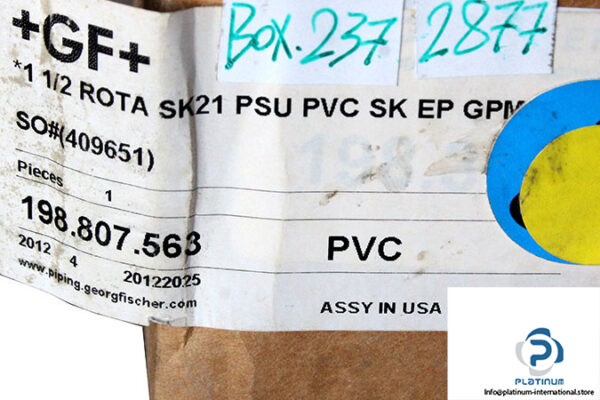 +GF+
Box.237 2877
*1 1/2 ROTA SK21 PSU PVC SK EP GPM
SO#(409651)
Pieces 1
198.807.563 PVC
2012 4 20122025
www.piping.georgfischer.com
ASSY IN USA
PLATINUM
Info@platinum-international.store